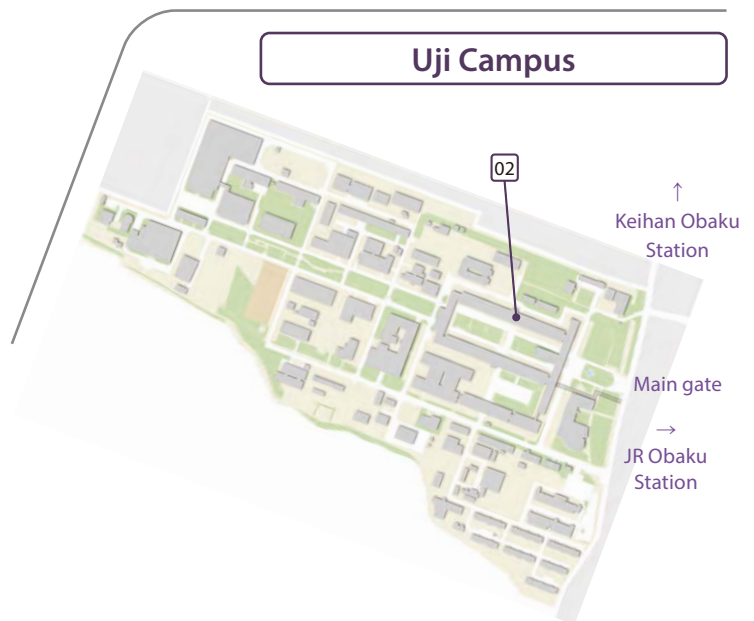 Uji Campus
02
↑
Keihan Obaku
Station
Main gate
→
JR Obaku
Station